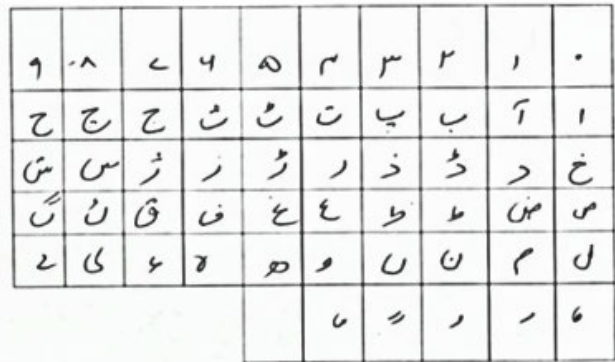 ۰ ۱ ۲ ۳ ۴ ۵ ۶ ۷ ۸ ۹
ا آ ب پ ت ٹ ث ج چ ح
خ د ڈ ذ ر ڑ ز ژ س ش
ص ض ط ظ ع غ ف ق ک گ
ل م ن ں و ھ ء ی ے